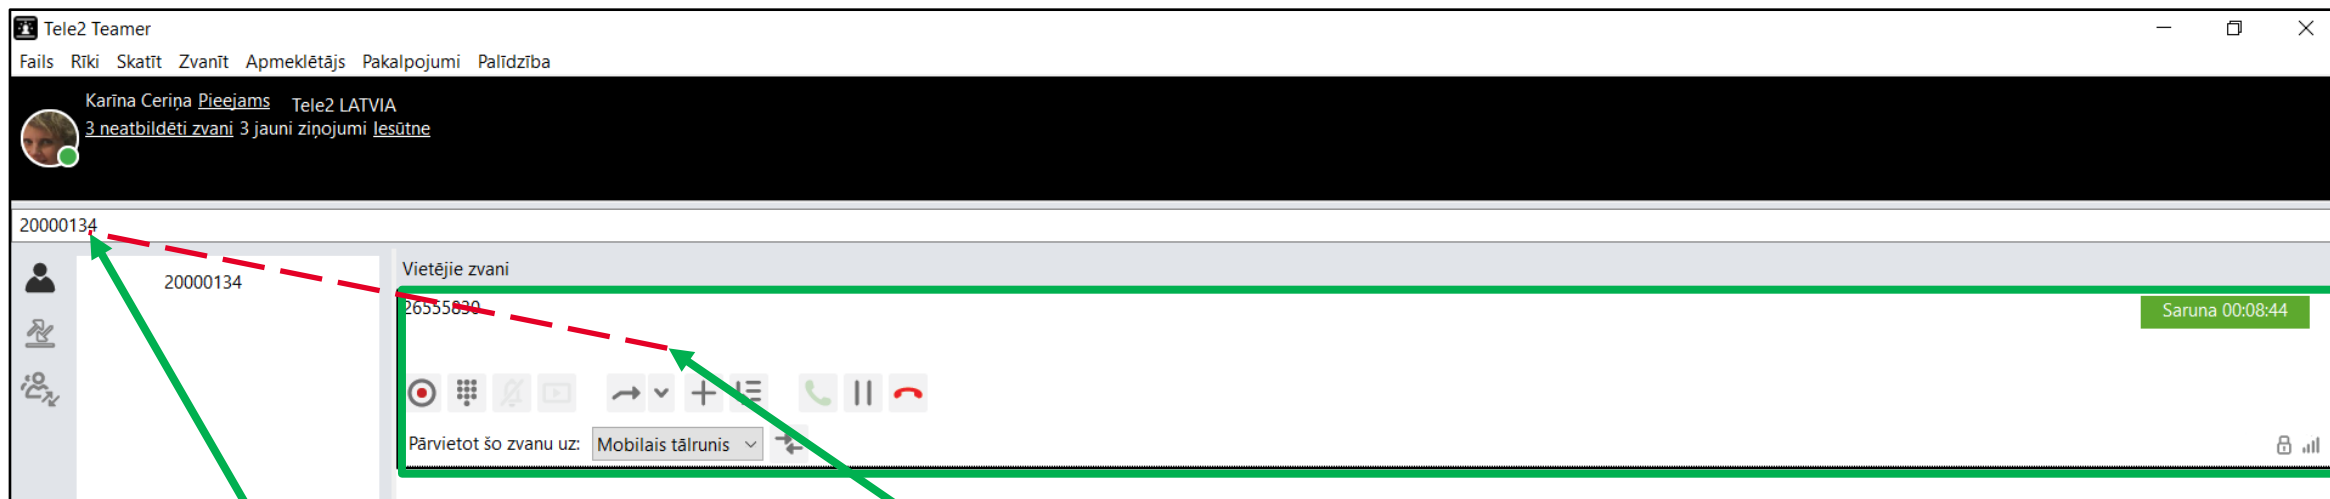 Tele2 Teamer
Fails Rīki Skatīt Zvanīt Apmeklētājs Pakalpojumi Palīdzība
Karīna Ceriņa Pieejams Tele2 LATVIA
3 neatbildēti zvani 3 jauni ziņojumi Iesūtne
20000134
20000134
Vietējie zvani
26555830
Saruna 00:08:44
Pārvietot šo zvanu uz: Mobilais tālrunis